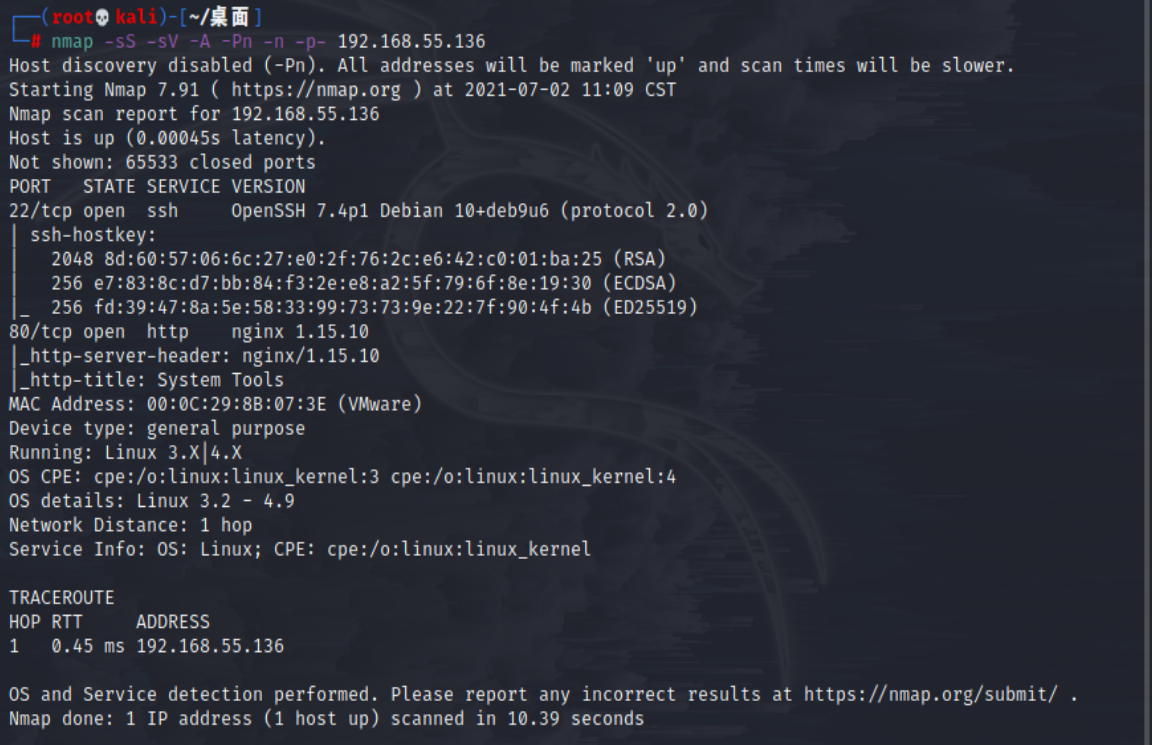 ┌──(root💀kali)-[~/桌面]
└─# nmap -sS -sV -A -Pn -n -p- 192.168.55.136
Host discovery disabled (-Pn). All addresses will be marked 'up' and scan times will be slower.
Starting Nmap 7.91 ( https://nmap.org ) at 2021-07-02 11:09 CST
Nmap scan report for 192.168.55.136
Host is up (0.00045s latency).
Not shown: 65533 closed ports
PORT   STATE SERVICE VERSION
22/tcp open  ssh     OpenSSH 7.4p1 Debian 10+deb9u6 (protocol 2.0)
| ssh-hostkey:
|   2048 8d:60:57:06:6c:27:e0:2f:76:2c:e6:42:c0:01:ba:25 (RSA)
|   256 e7:83:8c:d7:bb:84:f3:2e:e8:a2:5f:79:6f:8e:19:30 (ECDSA)
|_  256 fd:39:47:8a:5e:58:33:99:73:73:9e:22:7f:90:4f:4b (ED25519)
80/tcp open  http    nginx 1.15.10
|_http-server-header: nginx/1.15.10
|_http-title: System Tools
MAC Address: 00:0C:29:8B:07:3E (VMware)
Device type: general purpose
Running: Linux 3.X|4.X
OS CPE: cpe:/o:linux:linux_kernel:3 cpe:/o:linux:linux_kernel:4
OS details: Linux 3.2 - 4.9
Network Distance: 1 hop
Service Info: OS: Linux; CPE: cpe:/o:linux:linux_kernel

TRACEROUTE
HOP RTT     ADDRESS
1   0.45 ms 192.168.55.136

OS and Service detection performed. Please report any incorrect results at https://nmap.org/submit/ .
Nmap done: 1 IP address (1 host up) scanned in 10.39 seconds